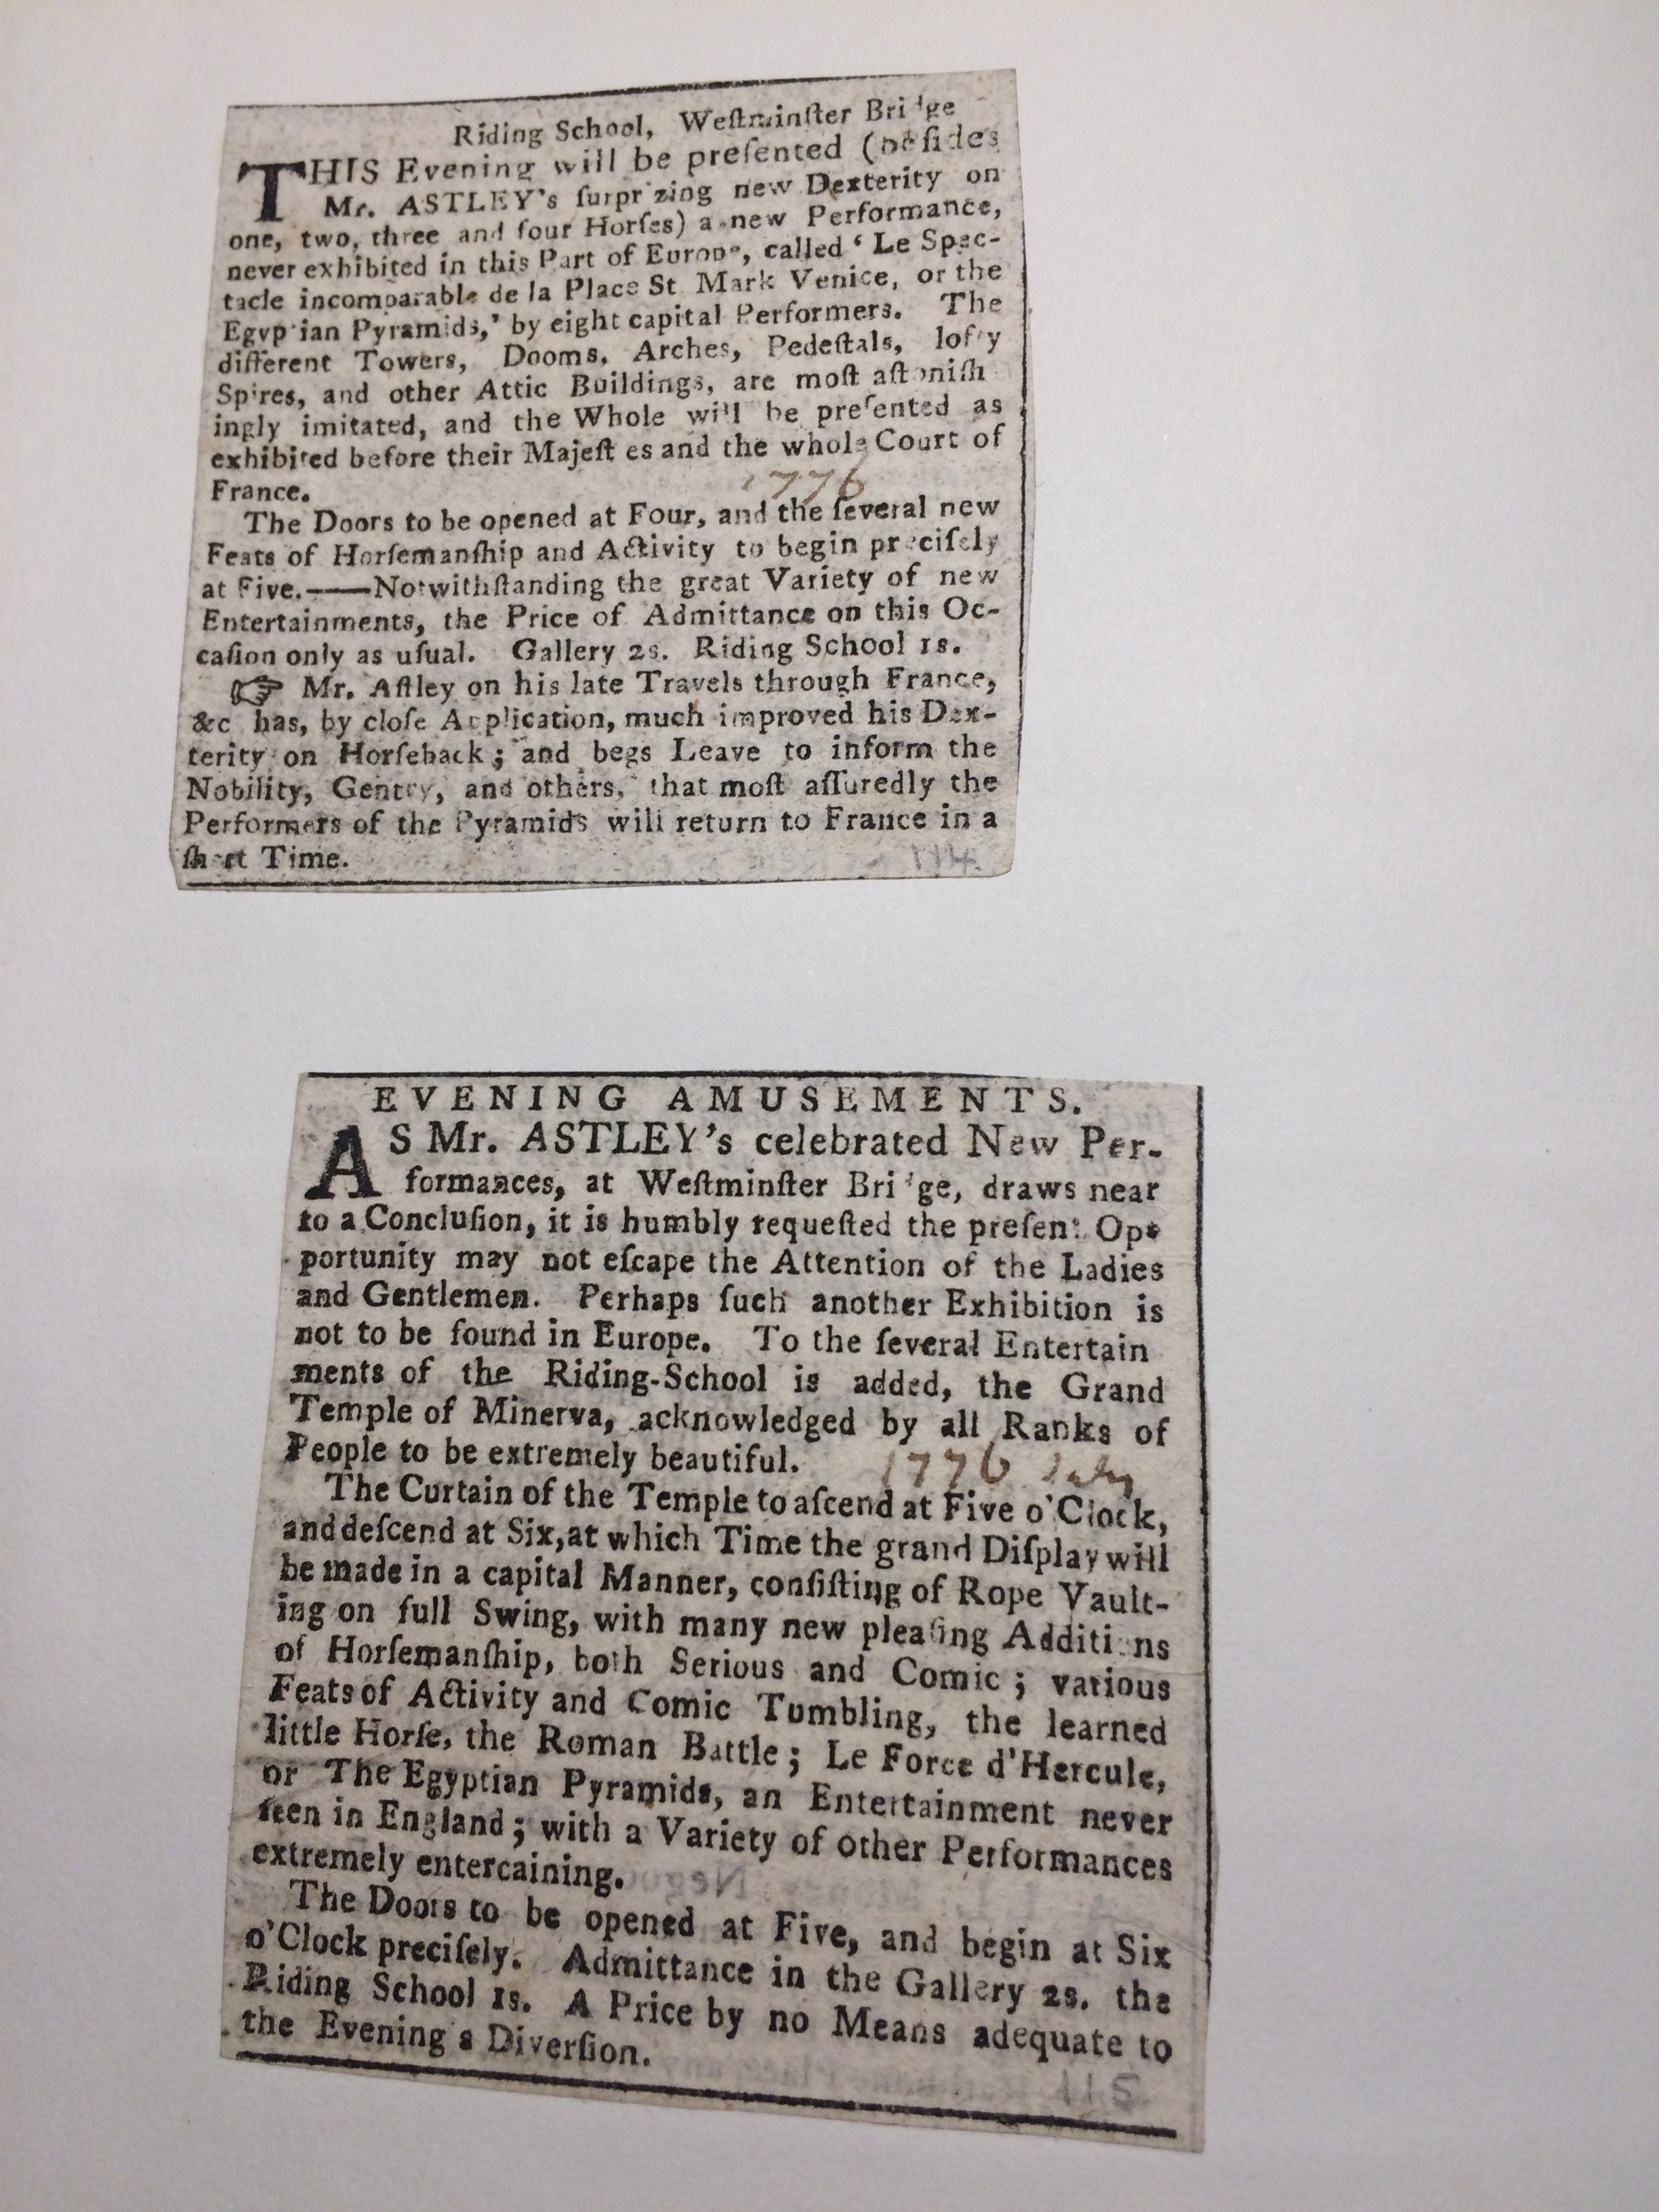 Riding School, Weſtminſter Bridge
THIS Evening will be preſented (beſides
Mr. ASTLEY's ſurprizing new Dexterity on
one, two, three and four Horſes) a new Performance,
never exhibited in this Part of Europe, called ‘ Le Spec-
tacle incomparable de la Place St Mark Venice, or the
Egyptian Pyramids,’ by eight capital Performers. The
different Towers, Dooms, Arches, Pedeſtals, lofty
Spires, and other Attic Buildings, are moſt aſtoniſh
ingly imitated, and the Whole will be preſented as
exhibited before their Majeſties and the whole Court of
France.
1776
The Doors to be opened at Four, and the ſeveral new
Feats of Horſemanſhip and Activity to begin preciſely
at Five.——Notwithſtanding the great Variety of new
Entertainments, the Price of Admittance on this Oc-
caſion only as uſual. Gallery 2s. Riding School 1s.
☞ Mr. Aſtley on his late Travels through France,
&c has, by cloſe Application, much improved his Dex-
terity on Horſeback; and begs Leave to inform the
Nobility, Gentry, and others, that moſt aſſuredly the
Performers of the Pyramids will return to France in a
ſhort Time.
114
EVENING AMUSEMENTS.
AS Mr. ASTLEY's celebrated New Per-
formances, at Weſtminſter Bridge, draws near
to a Concluſion, it is humbly requeſted the preſent Op-
portunity may not eſcape the Attention of the Ladies
and Gentlemen. Perhaps ſuch another Exhibition is
not to be found in Europe. To the ſeveral Entertain
ments of the Riding-School is added, the Grand
Temple of Minerva, acknowledged by all Ranks of
People to be extremely beautiful.
1776 July
The Curtain of the Temple to aſcend at Five o'Clock,
and deſcend at Six, at which Time the grand Diſplay will
be made in a capital Manner, conſiſting of Rope Vault-
ing on full Swing, with many new pleaſing Additions
of Horſemanſhip, both Serious and Comic; various
Feats of Activity and Comic Tumbling, the learned
little Horſe, the Roman Battle; Le Force d'Hercule,
or The Egyptian Pyramids, an Entertainment never
ſeen in England; with a Variety of other Performances
extremely entercaining.
The Doors to be opened at Five, and begin at Six
o'Clock preciſely. Admittance in the Gallery 2s. the
Riding School 1s. A Price by no Means adequate to
the Evening's Diverſion.
115